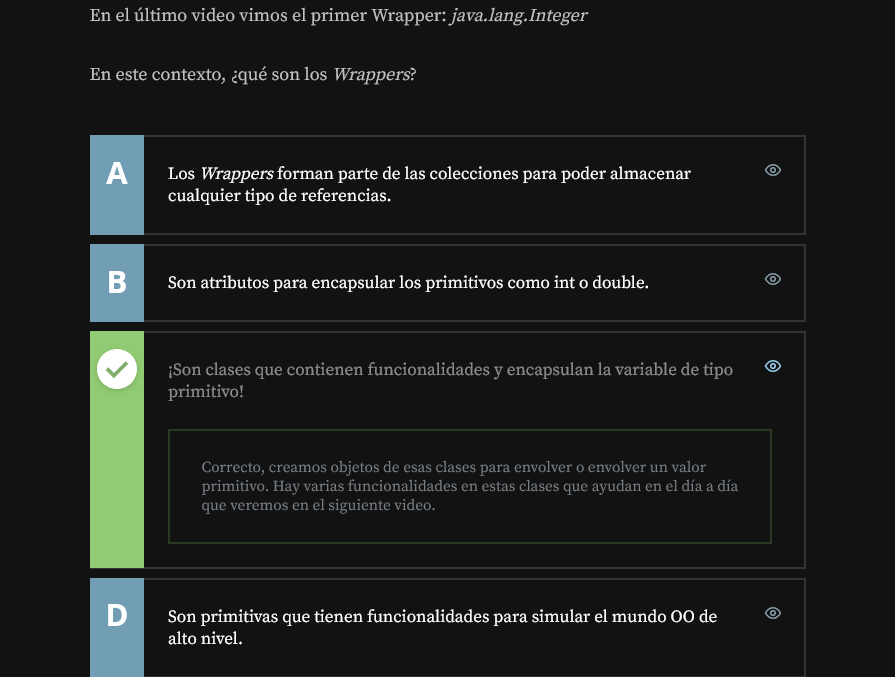 En el último video vimos el primer Wrapper: java.lang.Integer
En este contexto, ¿qué son los Wrappers?
A
Los Wrappers forman parte de las colecciones para poder almacenar
cualquier tipo de referencias.
B
Son atributos para encapsular los primitivos como int o double.
¡Son clases que contienen funcionalidades y encapsulan la variable de tipo
primitivo!
Correcto, creamos objetos de esas clases para envolver o envolver un valor
primitivo. Hay varias funcionalidades en estas clases que ayudan en el día a día
que veremos en el siguiente video.
D
Son primitivas que tienen funcionalidades para simular el mundo OO de
alto nivel.